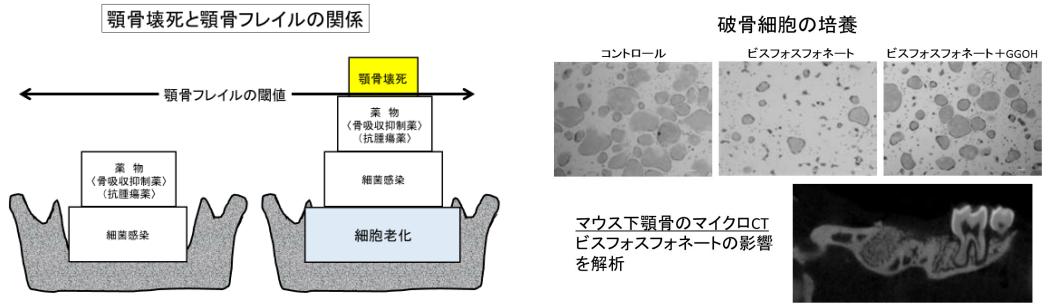 顎骨壊死と顎骨フレイルの関係
顎骨壊死
顎骨フレイルの閾値
薬　物
〈骨吸収抑制薬〉
（抗腫瘍薬〉
細菌感染
薬　物
〈骨吸収抑制薬〉
（抗腫瘍薬）
細菌感染
細胞老化
破骨細胞の培養
コントロール
ビスフォスフォネート
ビスフォスフォネート＋GGOH
マウス下顎骨のマイクロCT
ビスフォスフォネートの影響
を解析